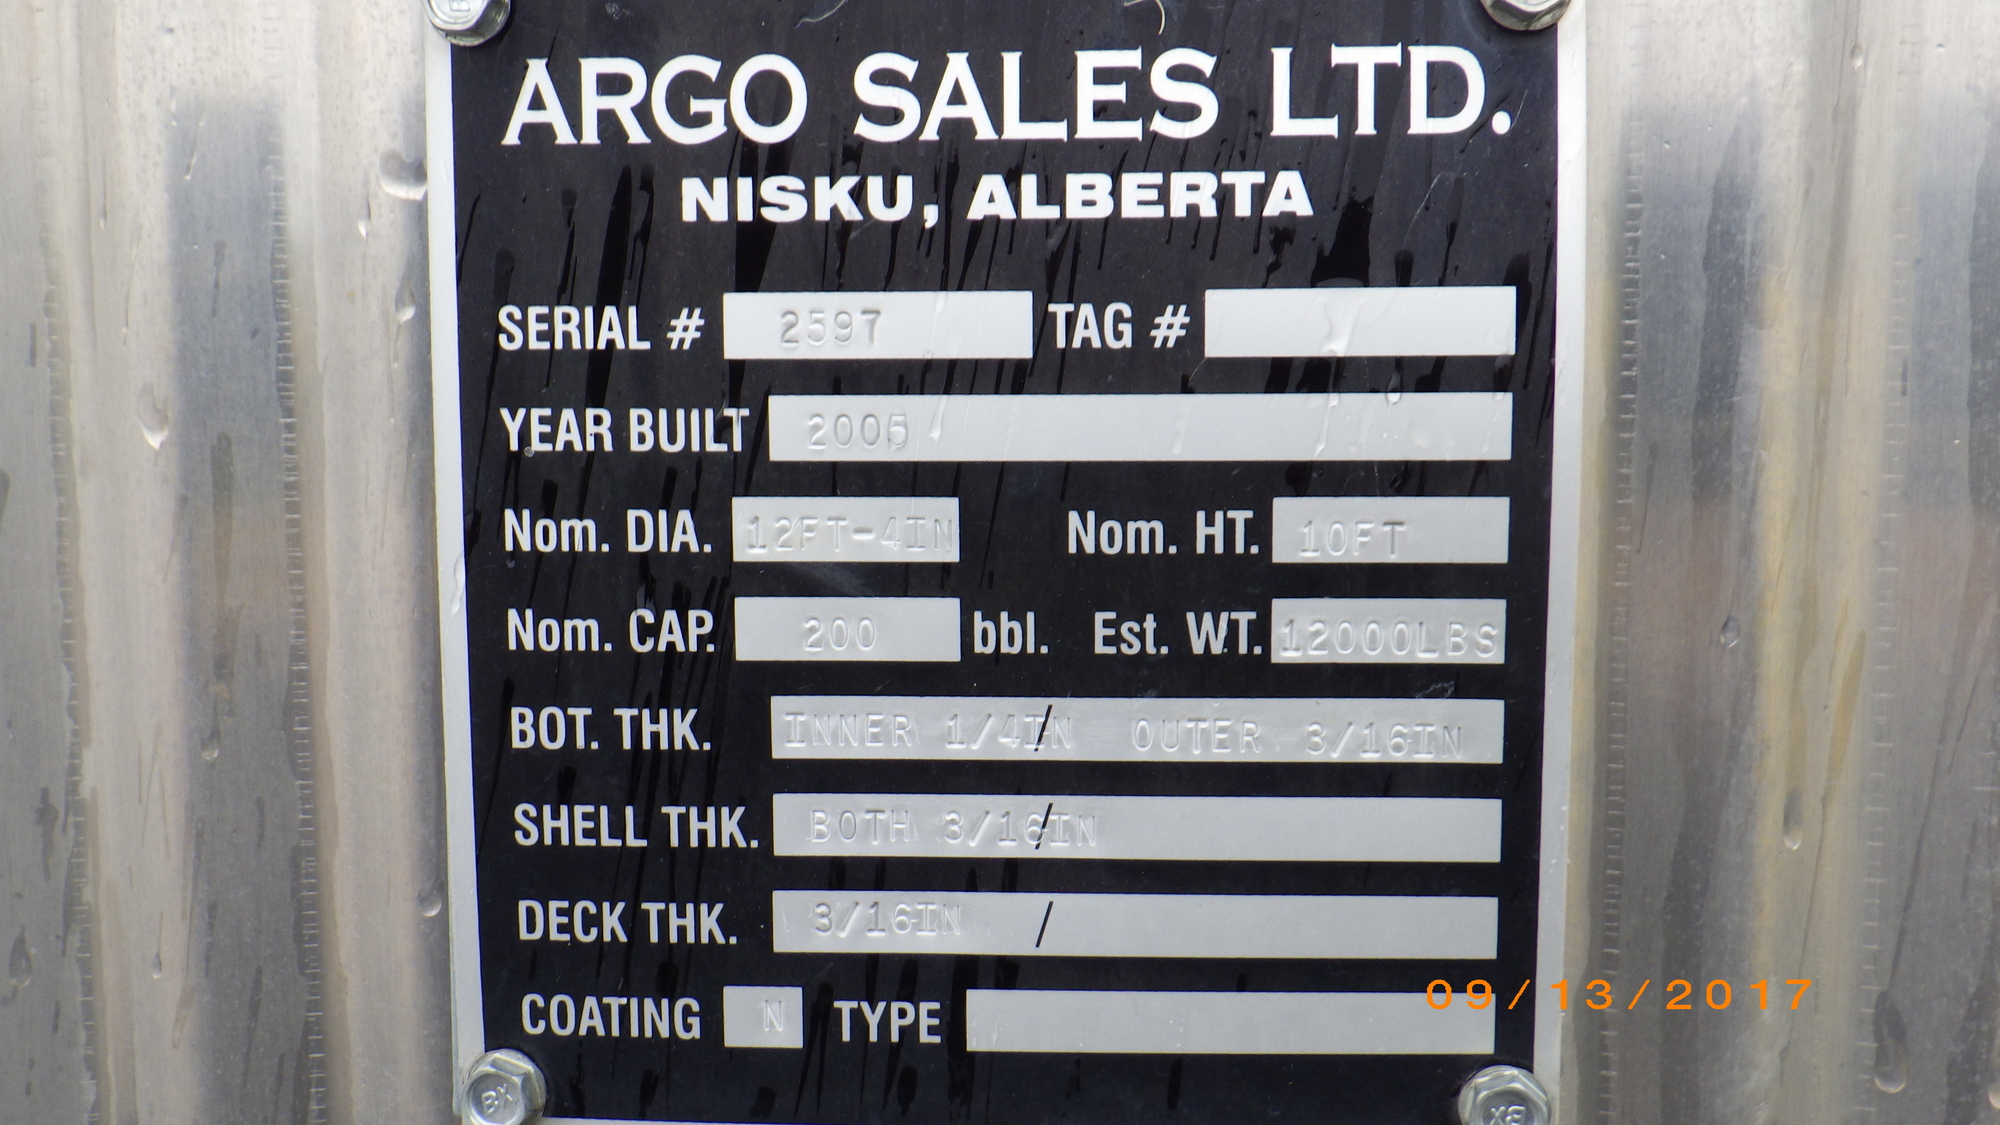 ARGO SALES LTD.
NISKU, ALBERTA
SERIAL # 2597 TAG #
YEAR BUILT 2005
Nom. DIA. 12FT-4IN Nom. HT. 10FT
Nom. CAP. 200 bbl. Est. WT. 12000LBS
BOT. THK. INNER 1/4IN / OUTER 3/16IN
SHELL THK. BOTH 3/16IN /
DECK THK. 3/16IN /
COATING N TYPE
09/13/2017
BX
XB